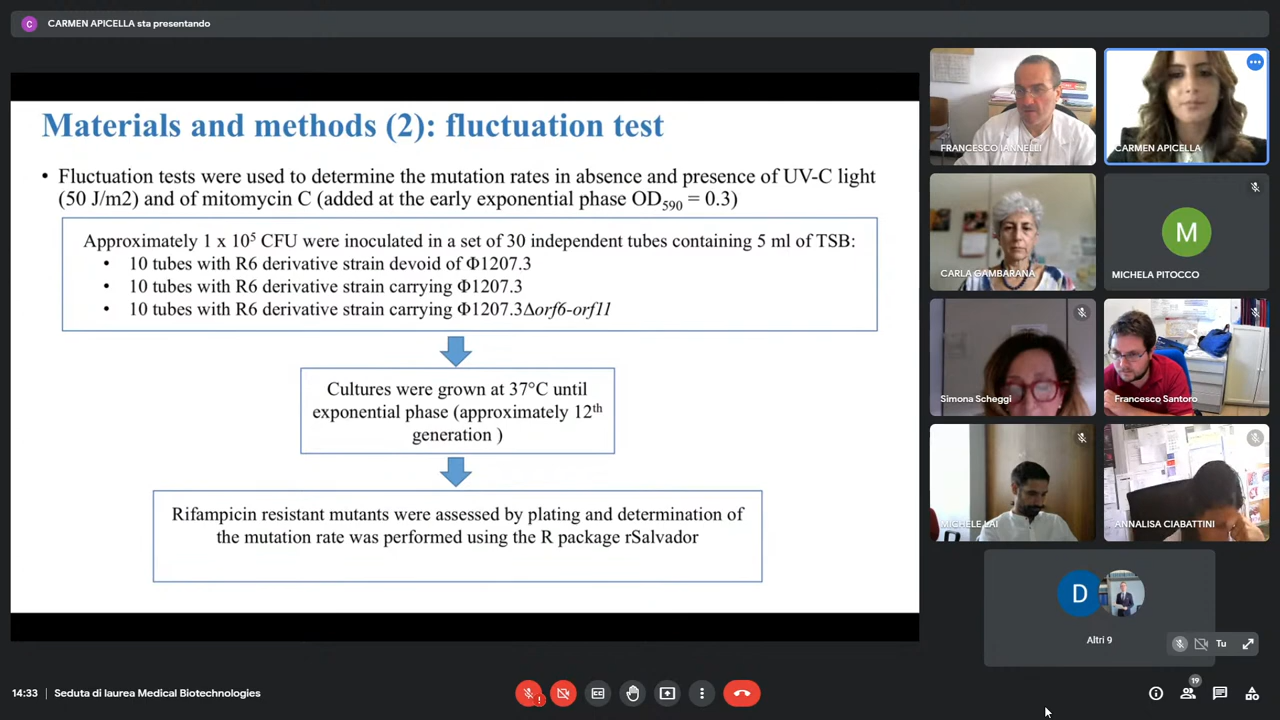 C CARMEN APICELLA sta presentando
Materials and methods (2): fluctuation test
• Fluctuation tests were used to determine the mutation rates in absence and presence of UV-C light
(50 J/m2) and of mitomycin C (added at the early exponential phase OD₅₉₀ = 0.3)
Approximately 1 x 10⁵ CFU were inoculated in a set of 30 independent tubes containing 5 ml of TSB:
• 10 tubes with R6 derivative strain devoid of Φ1207.3
• 10 tubes with R6 derivative strain carrying Φ1207.3
• 10 tubes with R6 derivative strain carrying Φ1207.3Δorf6-orf11
Cultures were grown at 37°C until
exponential phase (approximately 12ᵗʰ
generation )
Rifampicin resistant mutants were assessed by plating and determination of
the mutation rate was performed using the R package rSalvador
FRANCESCO IANNELLI
CARMEN APICELLA
CARLA GAMBARANA
M
MICHELA PITOCCO
Simona Scheggi
Francesco Santoro
MICHELE LAI
ANNALISA CIABATTINI
D
Altri 9
Tu
14:33 Seduta di laurea Medical Biotechnologies
19